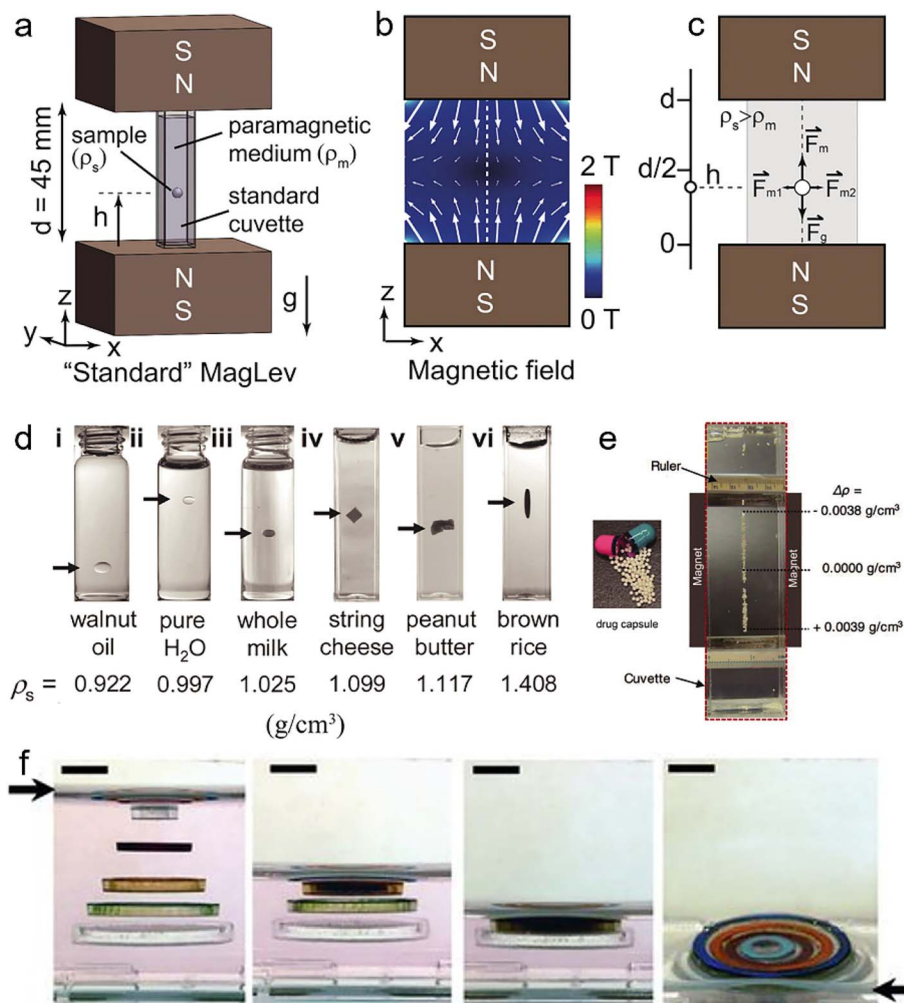 a
S
N
d = 45 mm
sample
(ρs)
h
paramagnetic
medium (ρm)
standard
cuvette
N
S
g
z
y
x
“Standard” MagLev
b
S
N
2 T
0 T
N
S
z
x
Magnetic field
c
S
N
d
d/2
h
0
ρs>ρm
Fm
Fm1
Fm2
Fg
N
S
d
i
ii
iii
iv
v
vi
walnut
oil
pure
H2O
whole
milk
string
cheese
peanut
butter
brown
rice
ρs = 0.922 0.997 1.025 1.099 1.117 1.408
(g/cm³)
e
Ruler
Δρ =
- 0.0038 g/cm³
0.0000 g/cm³
+ 0.0039 g/cm³
Magnet
Magnet
drug capsule
Cuvette
f